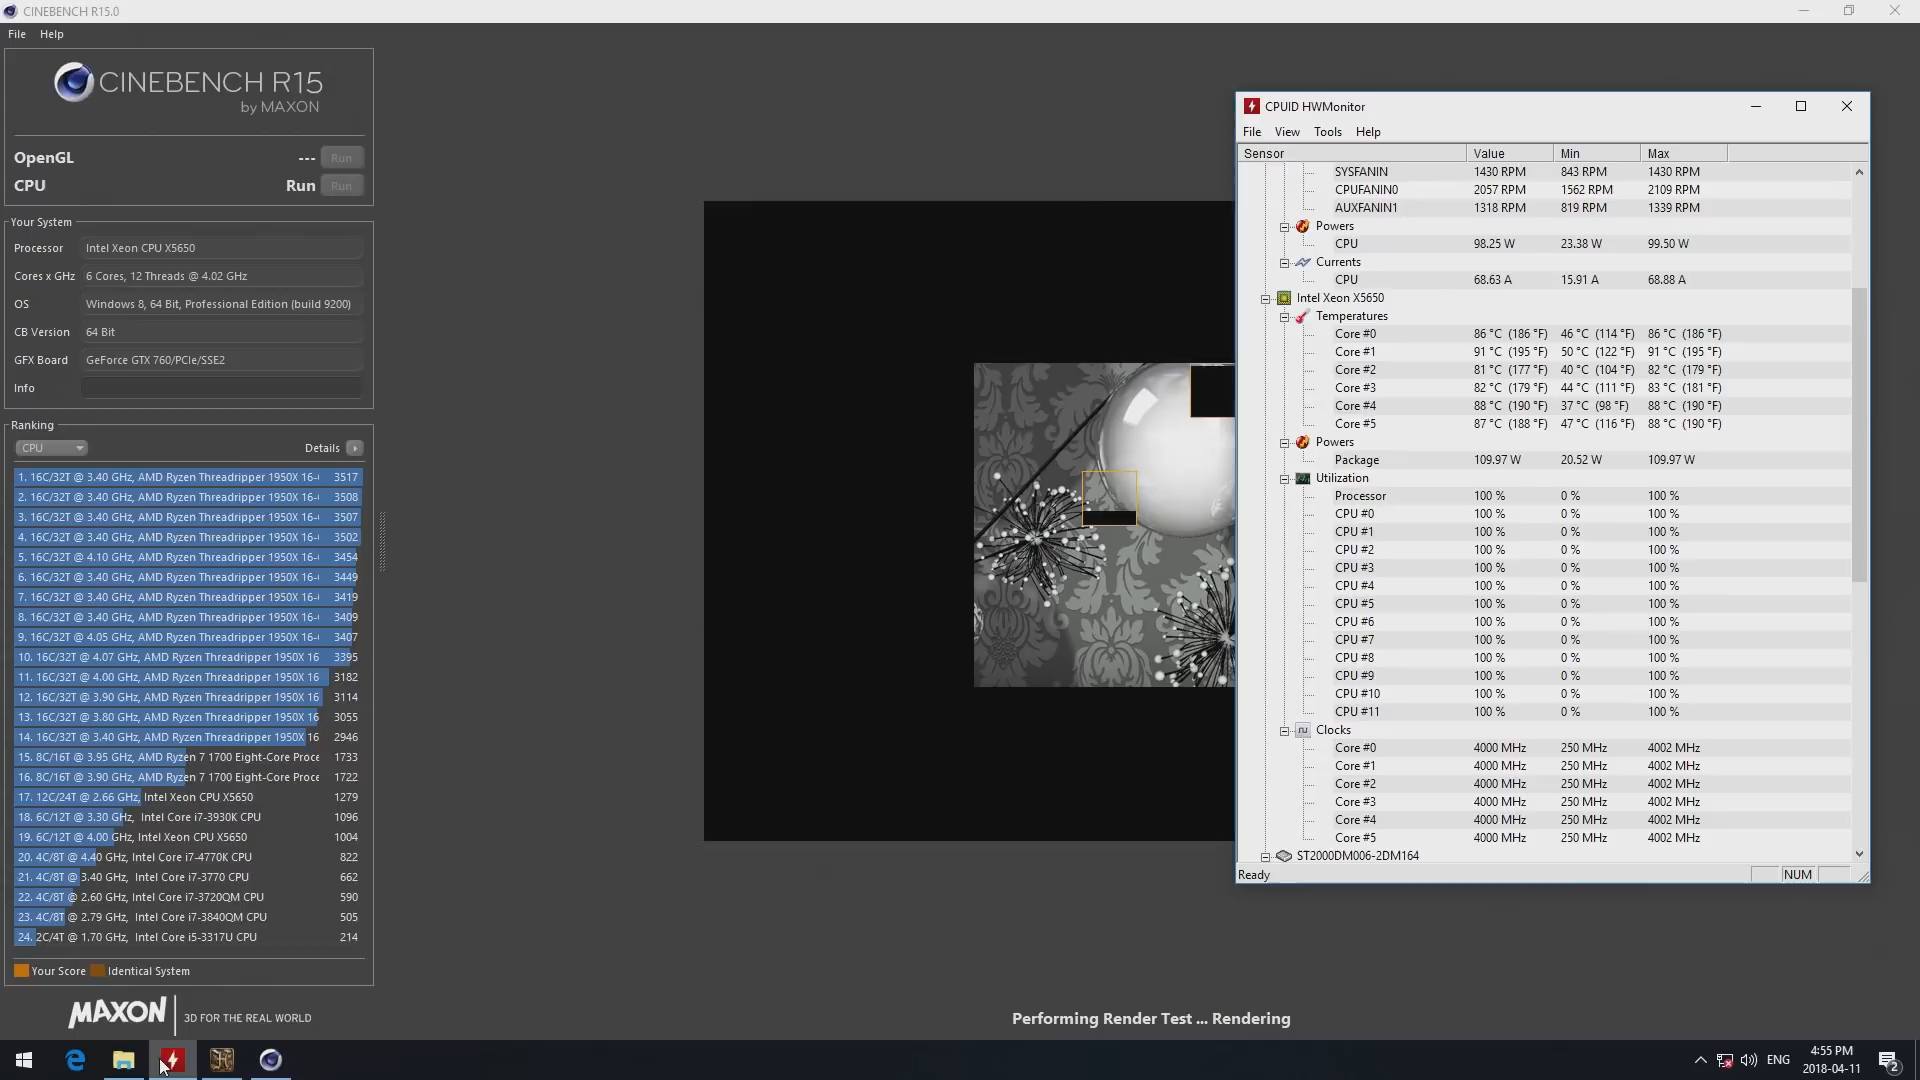 CINEBENCH R15.0
File Help
CINEBENCH R15
by MAXON
OpenGL --- Run
CPU Run Run
Your System
Processor Intel Xeon CPU X5650
Cores x GHz 6 Cores, 12 Threads @ 4.02 GHz
OS Windows 8, 64 Bit, Professional Edition (build 9200)
CB Version 64 Bit
GFX Board GeForce GTX 760/PCIe/SSE2
Info
Ranking
CPU Details
1. 16C/32T @ 3.40 GHz, AMD Ryzen Threadripper 1950X 16-( 3517
2. 16C/32T @ 3.40 GHz, AMD Ryzen Threadripper 1950X 16-( 3508
3. 16C/32T @ 3.40 GHz, AMD Ryzen Threadripper 1950X 16-( 3507
4. 16C/32T @ 3.40 GHz, AMD Ryzen Threadripper 1950X 16-( 3502
5. 16C/32T @ 4.10 GHz, AMD Ryzen Threadripper 1950X 16-( 3454
6. 16C/32T @ 3.40 GHz, AMD Ryzen Threadripper 1950X 16-( 3449
7. 16C/32T @ 3.40 GHz, AMD Ryzen Threadripper 1950X 16-( 3419
8. 16C/32T @ 3.40 GHz, AMD Ryzen Threadripper 1950X 16-( 3409
9. 16C/32T @ 4.05 GHz, AMD Ryzen Threadripper 1950X 16-( 3407
10. 16C/32T @ 4.07 GHz, AMD Ryzen Threadripper 1950X 16 3395
11. 16C/32T @ 4.00 GHz, AMD Ryzen Threadripper 1950X 16 3182
12. 16C/32T @ 3.90 GHz, AMD Ryzen Threadripper 1950X 16 3114
13. 16C/32T @ 3.80 GHz, AMD Ryzen Threadripper 1950X 16 3055
14. 16C/32T @ 3.40 GHz, AMD Ryzen Threadripper 1950X 16 2946
15. 8C/16T @ 3.95 GHz, AMD Ryzen 7 1700 Eight-Core Proce 1733
16. 8C/16T @ 3.90 GHz, AMD Ryzen 7 1700 Eight-Core Proce 1722
17. 12C/24T @ 2.66 GHz, Intel Xeon CPU X5650 1279
18. 6C/12T @ 3.30 GHz, Intel Core i7-3930K CPU 1096
19. 6C/12T @ 4.00 GHz, Intel Xeon CPU X5650 1004
20. 4C/8T @ 4.40 GHz, Intel Core i7-4770K CPU 822
21. 4C/8T @ 3.40 GHz, Intel Core i7-3770 CPU 662
22. 4C/8T @ 2.60 GHz, Intel Core i7-3720QM CPU 590
23. 4C/8T @ 2.79 GHz, Intel Core i7-3840QM CPU 505
24. 2C/4T @ 1.70 GHz, Intel Core i5-3317U CPU 214
Your Score Identical System
MAXON 3D FOR THE REAL WORLD
Performing Render Test ... Rendering
CPUID HWMonitor
File View Tools Help
Sensor Value Min Max
SYSFANIN 1430 RPM 843 RPM 1430 RPM
CPUFANIN0 2057 RPM 1562 RPM 2109 RPM
AUXFANIN1 1318 RPM 819 RPM 1339 RPM
Powers
CPU 98.25 W 23.38 W 99.50 W
Currents
CPU 68.63 A 15.91 A 68.88 A
Intel Xeon X5650
Temperatures
Core #0 86 °C (186 °F) 46 °C (114 °F) 86 °C (186 °F)
Core #1 91 °C (195 °F) 50 °C (122 °F) 91 °C (195 °F)
Core #2 81 °C (177 °F) 40 °C (104 °F) 82 °C (179 °F)
Core #3 82 °C (179 °F) 44 °C (111 °F) 83 °C (181 °F)
Core #4 88 °C (190 °F) 37 °C (98 °F) 88 °C (190 °F)
Core #5 87 °C (188 °F) 47 °C (116 °F) 88 °C (190 °F)
Powers
Package 109.97 W 20.52 W 109.97 W
Utilization
Processor 100 % 0 % 100 %
CPU #0 100 % 0 % 100 %
CPU #1 100 % 0 % 100 %
CPU #2 100 % 0 % 100 %
CPU #3 100 % 0 % 100 %
CPU #4 100 % 0 % 100 %
CPU #5 100 % 0 % 100 %
CPU #6 100 % 0 % 100 %
CPU #7 100 % 0 % 100 %
CPU #8 100 % 0 % 100 %
CPU #9 100 % 0 % 100 %
CPU #10 100 % 0 % 100 %
CPU #11 100 % 0 % 100 %
Clocks
Core #0 4000 MHz 250 MHz 4002 MHz
Core #1 4000 MHz 250 MHz 4002 MHz
Core #2 4000 MHz 250 MHz 4002 MHz
Core #3 4000 MHz 250 MHz 4002 MHz
Core #4 4000 MHz 250 MHz 4002 MHz
Core #5 4000 MHz 250 MHz 4002 MHz
ST2000DM006-2DM164
Ready NUM
ENG
4:55 PM
2018-04-11
2